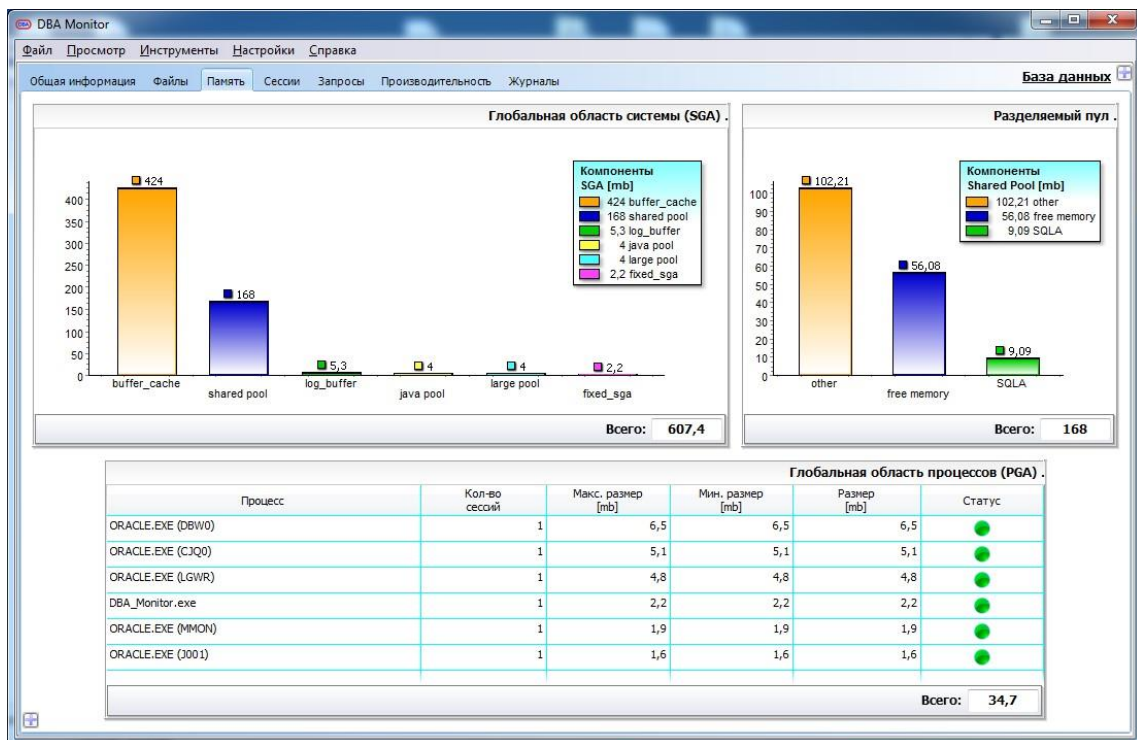 DBA Monitor
Файл Просмотр Инструменты Настройки Справка
Общая информация Файлы Память Сессии Запросы Производительность Журналы База данных
Глобальная область системы (SGA) .
Компоненты
SGA [mb]
424 buffer_cache
168 shared pool
5,3 log_buffer
4 java pool
4 large pool
2,2 fixed_sga
424
168
5,3
4
4
2,2
400
350
300
250
200
150
100
50
0
buffer_cache
shared pool
log_buffer
java pool
large pool
fixed_sga
Всего: 607,4
Разделяемый пул .
Компоненты
Shared Pool [mb]
102,21 other
56,08 free memory
9,09 SQLA
102,21
56,08
9,09
100
90
80
70
60
50
40
30
20
10
0
other
free memory
SQLA
Всего: 168
Глобальная область процессов (PGA) .
Процесс Кол-во сессий Макс. размер [mb] Мин. размер [mb] Размер [mb] Статус
ORACLE.EXE (DBW0) 1 6,5 6,5 6,5
ORACLE.EXE (CJQ0) 1 5,1 5,1 5,1
ORACLE.EXE (LGWR) 1 4,8 4,8 4,8
DBA_Monitor.exe 1 2,2 2,2 2,2
ORACLE.EXE (MMON) 1 1,9 1,9 1,9
ORACLE.EXE (J001) 1 1,6 1,6 1,6
Всего: 34,7